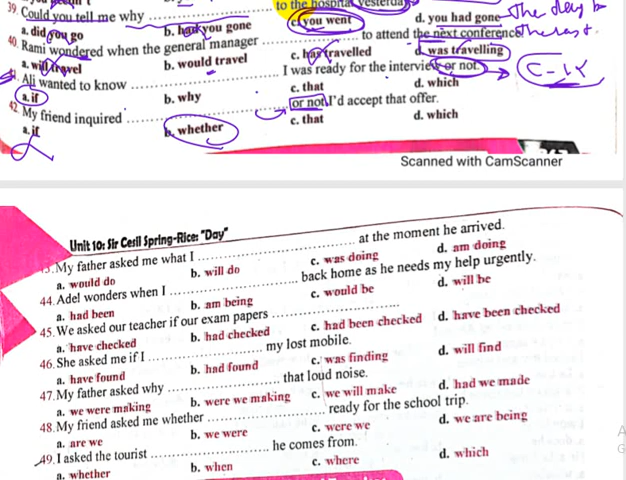 to the hospital yesterday
39. Could you tell me why ..................
a. did you go b. had you gone c. you went d. you had gone
40. Rami wondered when the general manager .................. to attend the next conference.
a. will travel b. would travel c. has travelled d. was travelling
41. Ali wanted to know .................. I was ready for the interview or not.
a. if b. why c. that d. which
42. My friend inquired .................. or not I'd accept that offer.
a. if b. whether c. that d. which
Scanned with CamScanner
Unit 10: Sir Cesil Spring-Rice: "Day"
43. My father asked me what I .................. at the moment he arrived.
a. would do b. will do c. was doing d. am doing
44. Adel wonders when I .................. back home as he needs my help urgently.
a. had been b. am being c. would be d. will be
45. We asked our teacher if our exam papers ..................
a. have checked b. had checked c. had been checked d. have been checked
46. She asked me if I .................. my lost mobile.
a. have found b. had found c. was finding d. will find
47. My father asked why .................. that loud noise.
a. we were making b. were we making c. we will make d. had we made
48. My friend asked me whether .................. ready for the school trip.
a. are we b. we were c. were we d. we are being
49. I asked the tourist .................. he comes from.
a. whether b. when c. where d. which